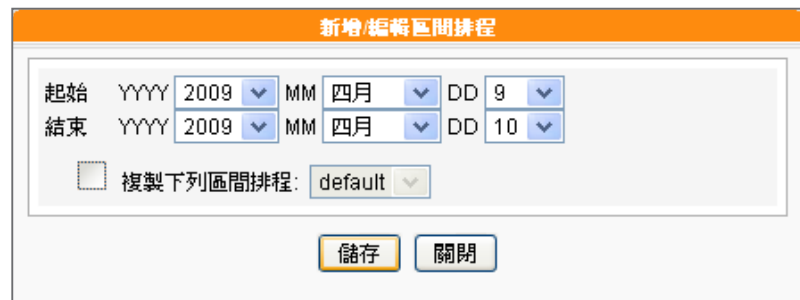 新增/編輯區間排程
起始 YYYY 2009 MM 四月 DD 9
結束 YYYY 2009 MM 四月 DD 10
複製下列區間排程: default
儲存 關閉